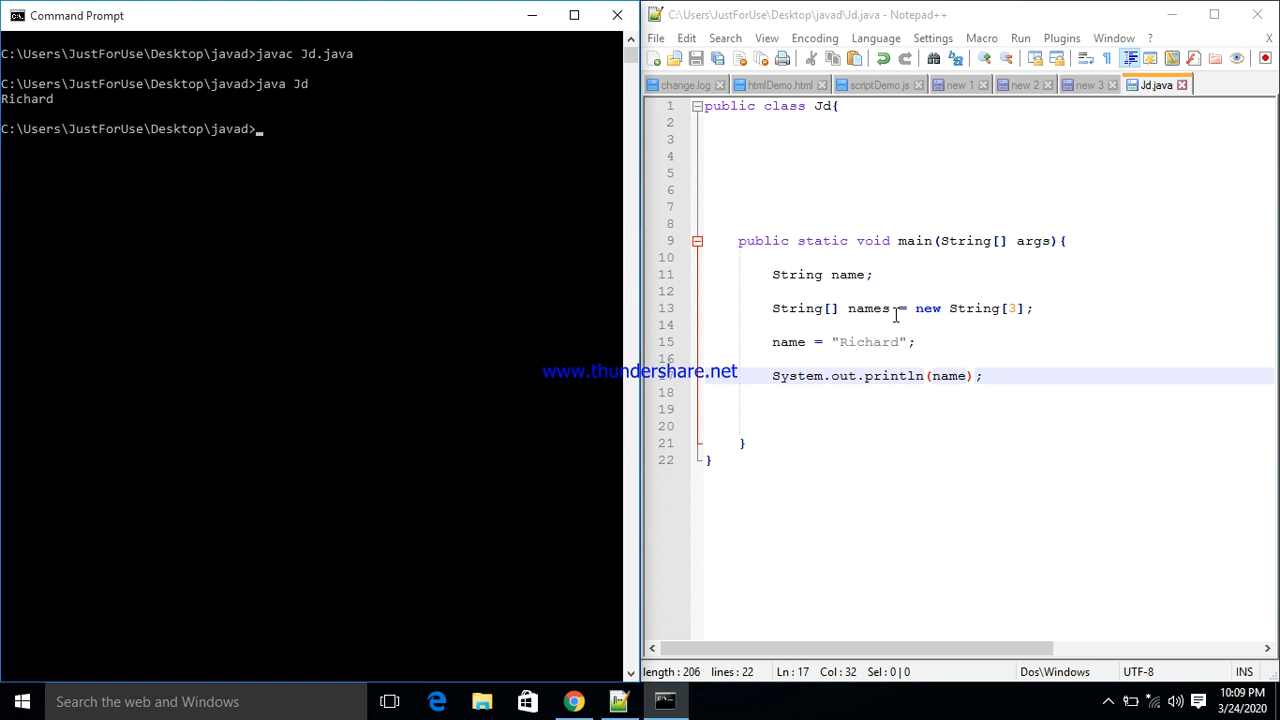 Command Prompt
C:\Users\JustForUse\Desktop\javad>javac Jd.java
C:\Users\JustForUse\Desktop\javad>java Jd
Richard
C:\Users\JustForUse\Desktop\javad>
C:\Users\JustForUse\Desktop\javad\Jd.java - Notepad++
File Edit Search View Encoding Language Settings Macro Run Plugins Window ? X
change.log htmlDemo.html scriptDemo.js new 1 new 2 new 3 Jd.java
1 public class Jd{
2
3
4
5
6
7
8
9 public static void main(String[] args){
10
11 String name;
12
13 String[] names = new String[3];
14
15 name = "Richard";
16
www.thundershare.net
System.out.println(name);
18
19
20
21 }
22 }
length : 206 lines : 22 Ln : 17 Col : 32 Sel : 0 | 0 Dos\Windows UTF-8 INS
Search the web and Windows
10:09 PM
3/24/2020